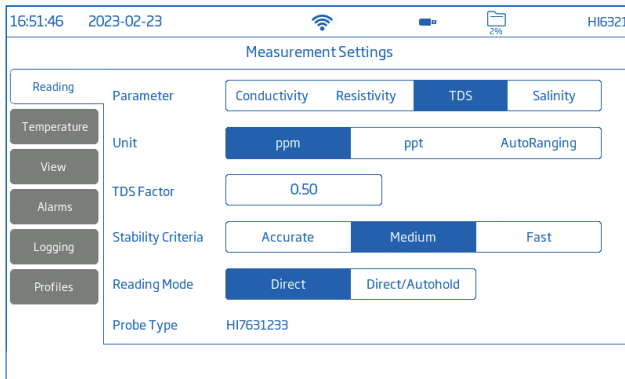 16:51:46 2023-02-23 2% HI6321
Measurement Settings
Reading
Temperature
View
Alarms
Logging
Profiles
Parameter Conductivity Resistivity TDS Salinity
Unit ppm ppt AutoRanging
TDS Factor 0.50
Stability Criteria Accurate Medium Fast
Reading Mode Direct Direct/Autohold
Probe Type HI7631233